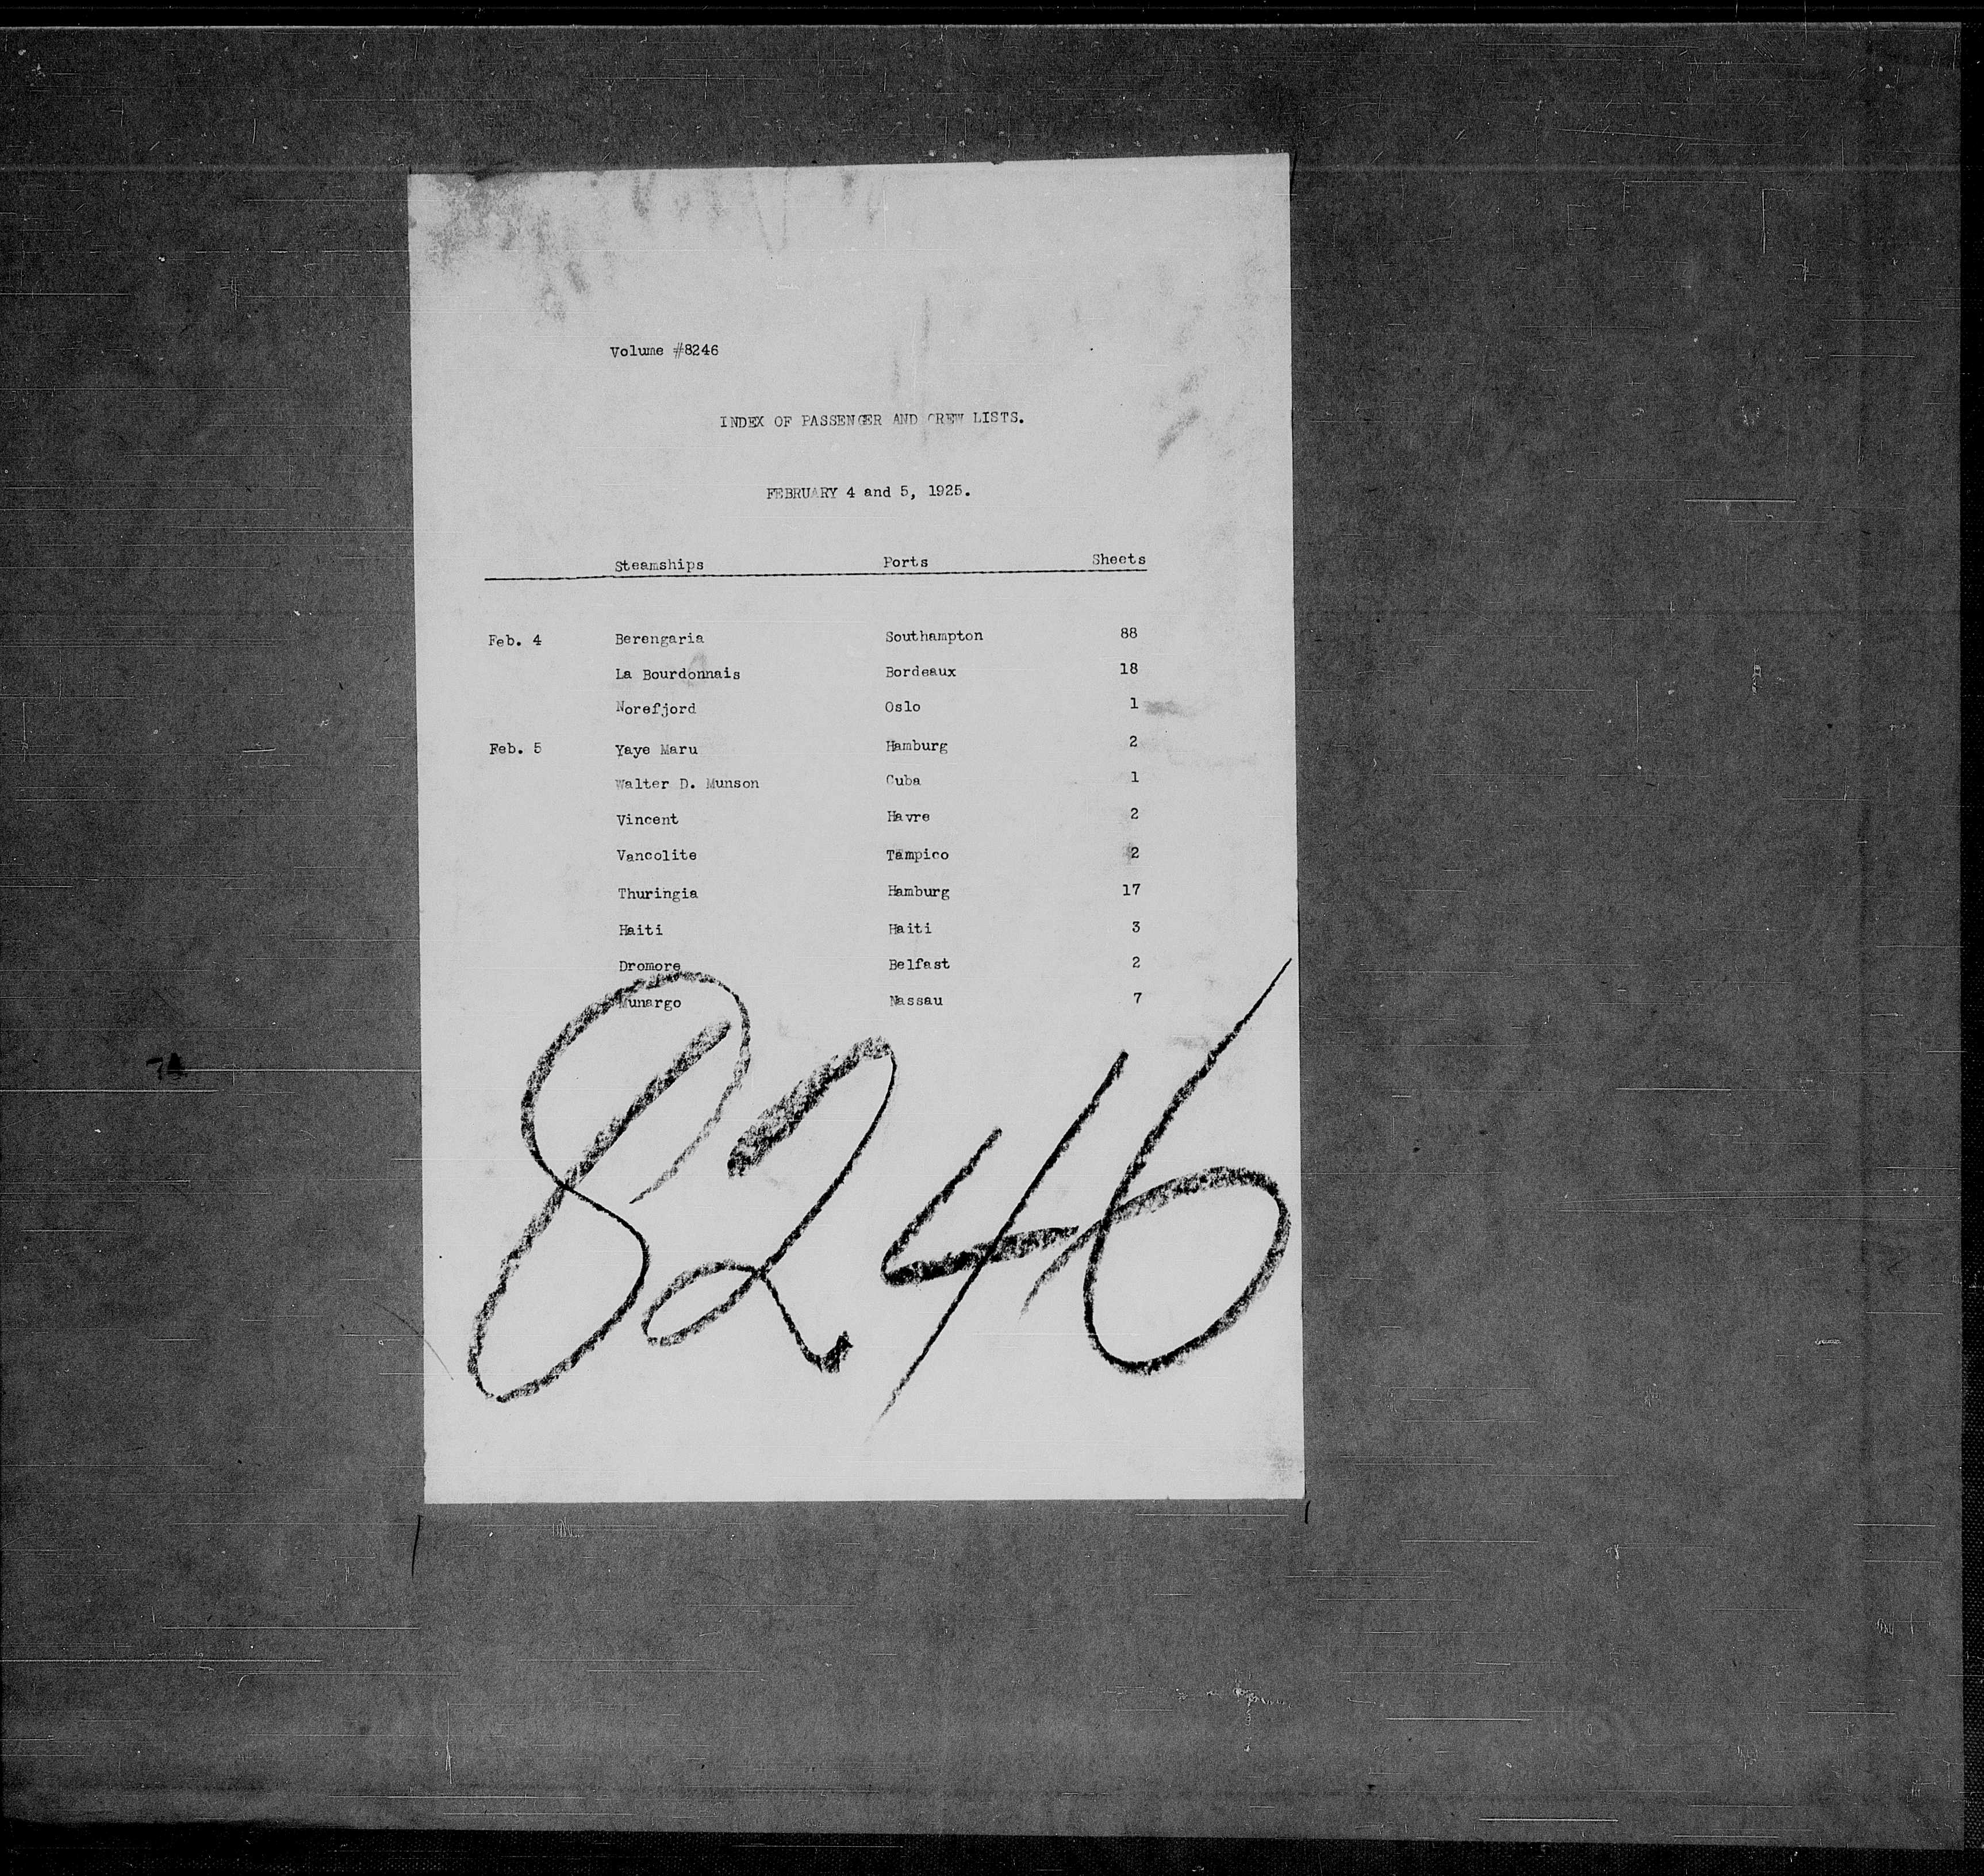 Volume #8246
INDEX OF PASSENGER AND CREW LISTS.
FEBRUARY 4 and 5, 1925.
Steamships Ports Sheets
Feb. 4 Berengaria Southampton 88
La Bourdonnais Bordeaux 18
Norefjord Oslo 1
Feb. 5 Yaye Maru Hamburg 2
Walter D. Munson Cuba 1
Vincent Havre 2
Vancolite Tampico 2
Thuringia Hamburg 17
Haiti Haiti 3
Dromore Belfast 2
Munargo Nassau 7
8246